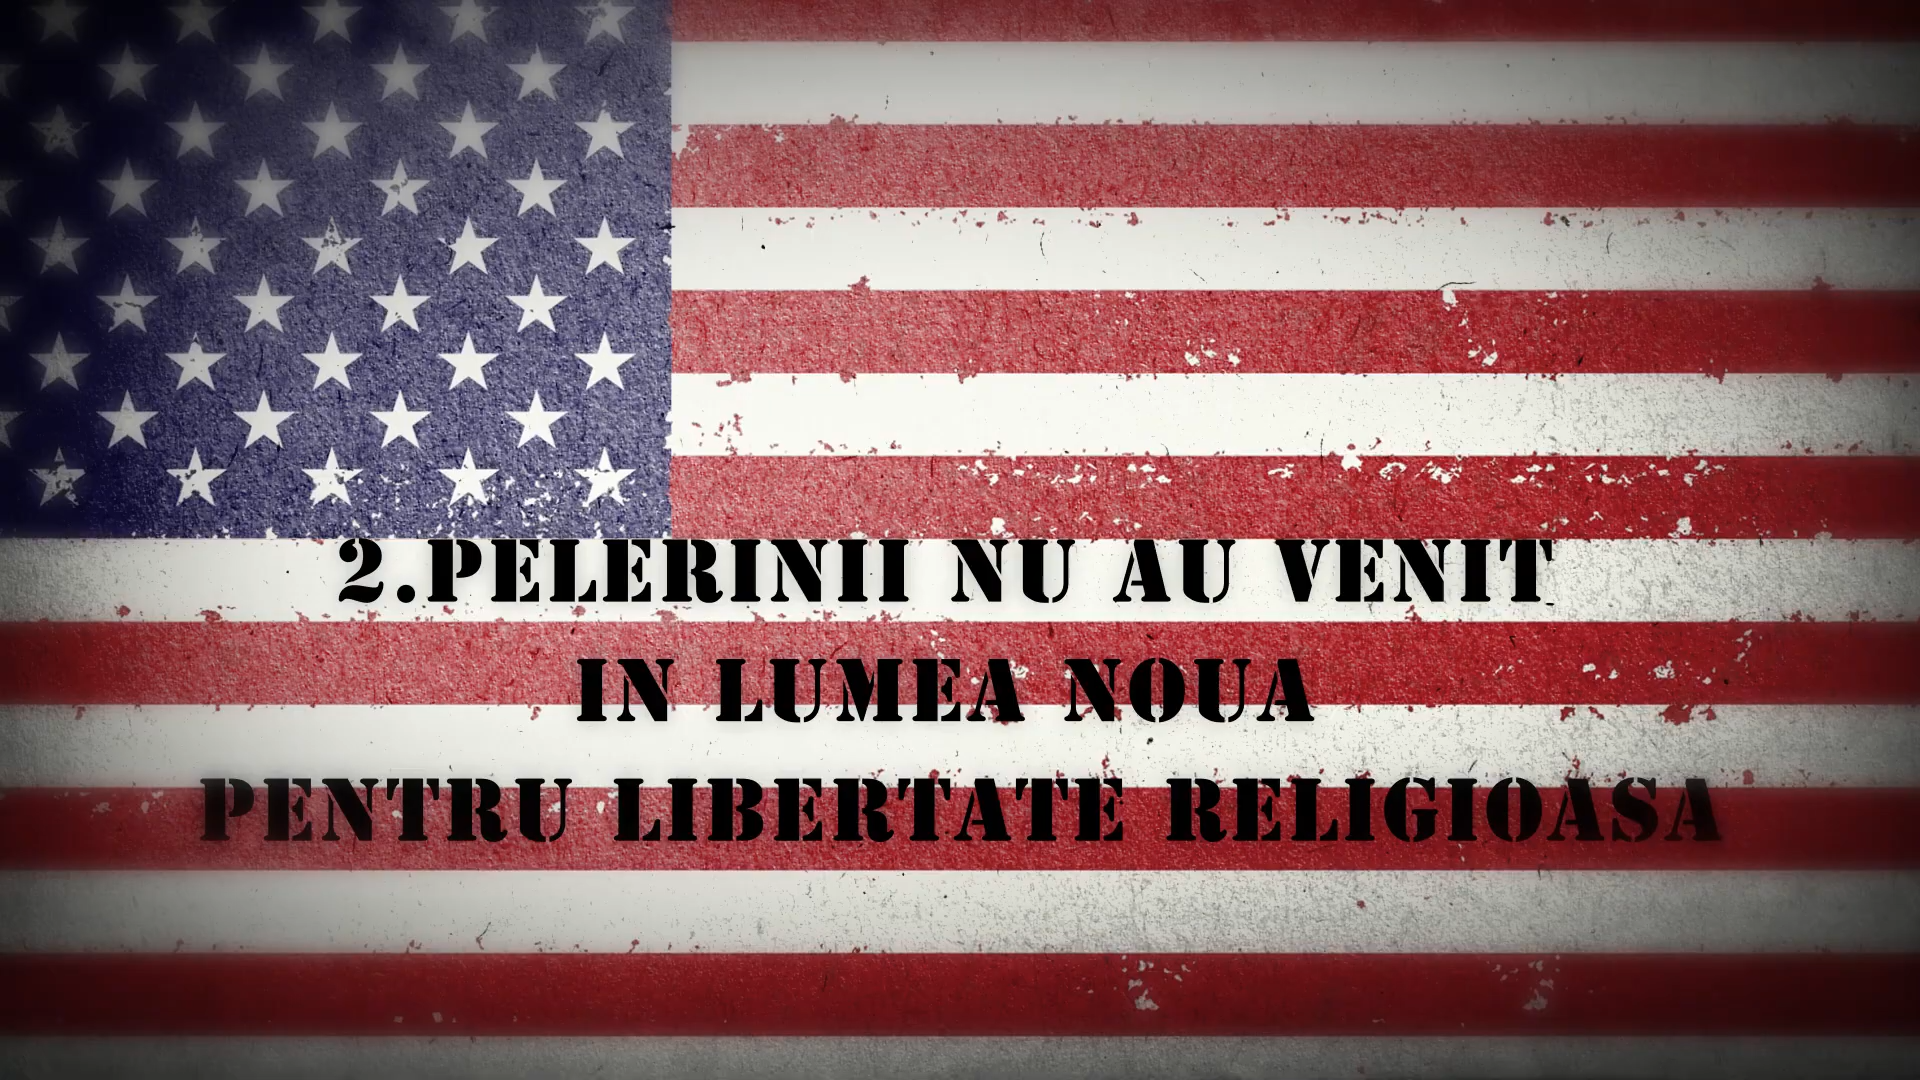 2.PELERINII NU AU VENIT
IN LUMEA NOUA
PENTRU LIBERTATE RELIGIOASA